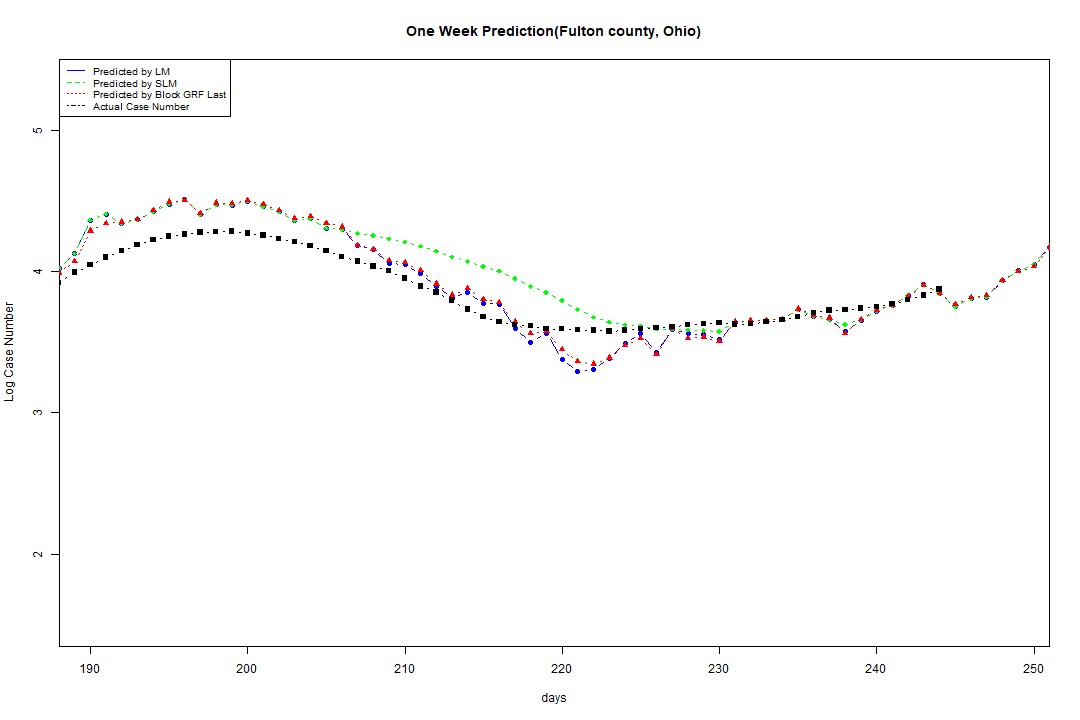 One Week Prediction(Fulton county, Ohio)
Predicted by LM
Predicted by SLM
Predicted by Block GRF Last
Actual Case Number
5
4
3
2
Log Case Number
190 200 210 220 230 240 250
days